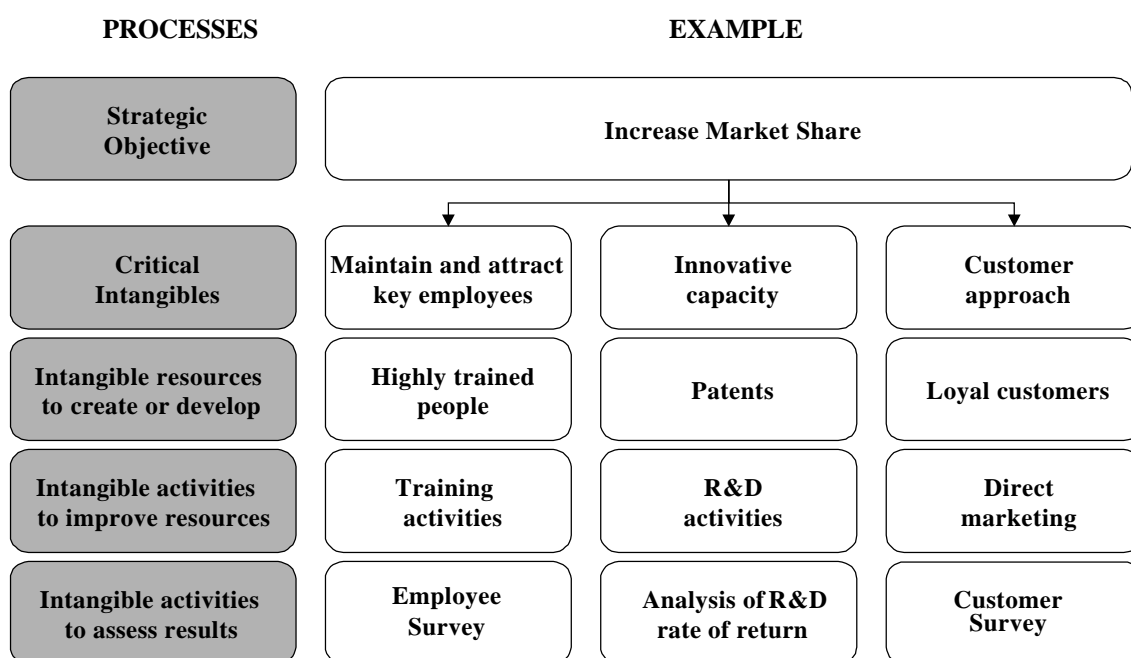 PROCESSES
EXAMPLE
Strategic
Objective
Increase Market Share
Critical
Intangibles
Maintain and attract
key employees
Innovative
capacity
Customer
approach
Intangible resources
to create or develop
Highly trained
people
Patents
Loyal customers
Intangible activities
to improve resources
Training
activities
R&D
activities
Direct
marketing
Intangible activities
to assess results
Employee
Survey
Analysis of R&D
rate of return
Customer
Survey